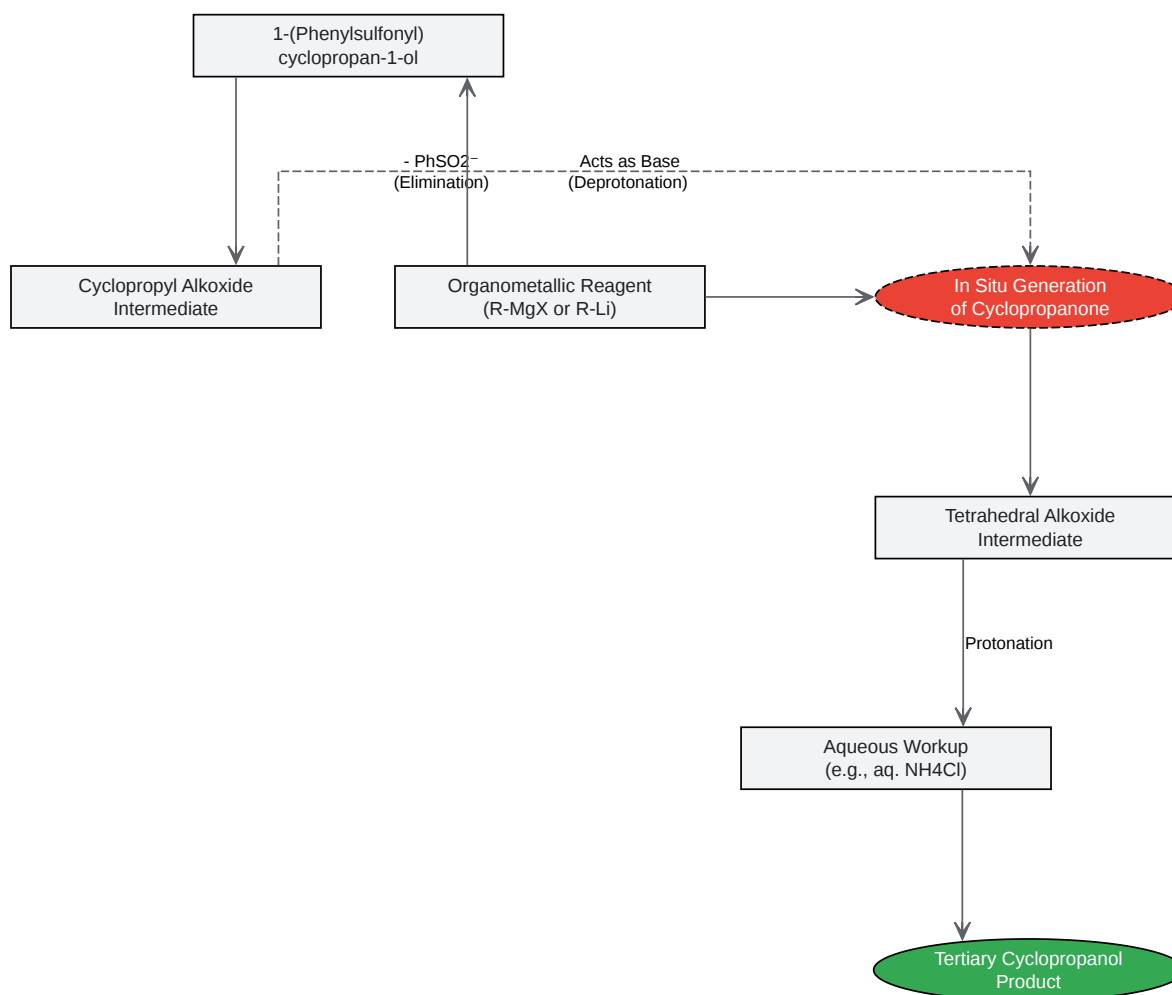 1-(Phenylsulfonyl)
cyclopropan-1-ol
- PhSO2⁻
(Elimination)
Acts as Base
(Deprotonation)
Cyclopropyl Alkoxide
Intermediate
Organometallic Reagent
(R-MgX or R-Li)
In Situ Generation
of Cyclopropanone
Tetrahedral Alkoxide
Intermediate
Protonation
Aqueous Workup
(e.g., aq. NH4Cl)
Tertiary Cyclopropanol
Product